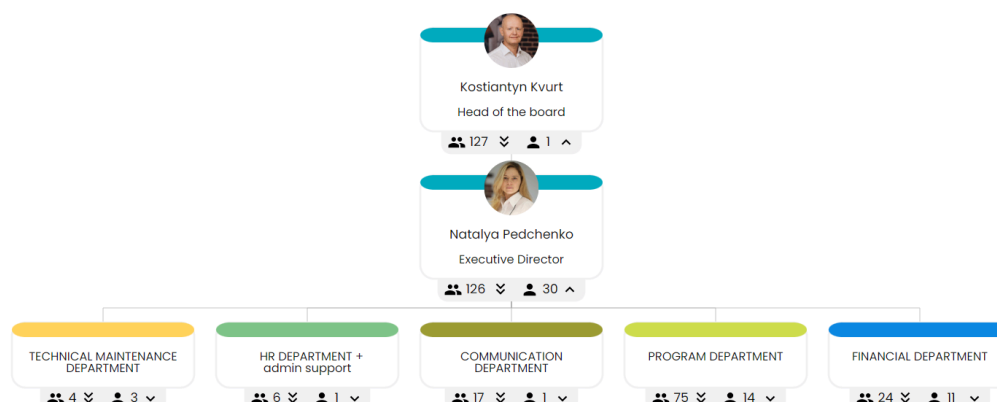 Kostiantyn Kvurt
Head of the board
127 1
Natalya Pedchenko
Executive Director
126 30
TECHNICAL MAINTENANCE
DEPARTMENT
4 3
HR DEPARTMENT +
admin support
6 1
COMMUNICATION
DEPARTMENT
17 1
PROGRAM DEPARTMENT
75 14
FINANCIAL DEPARTMENT
24 11